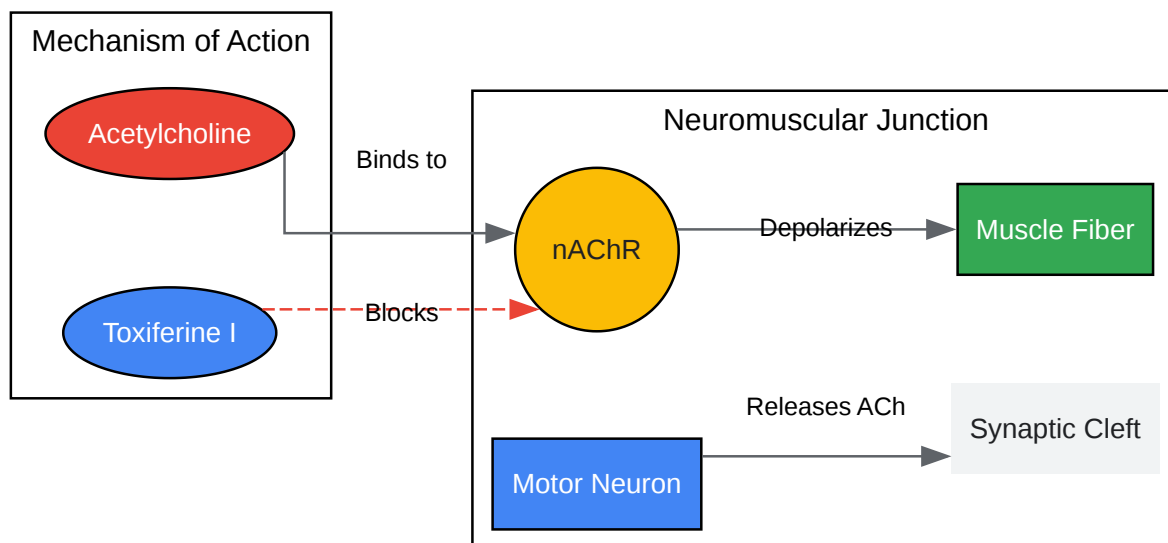 Mechanism of Action
Acetylcholine
Binds to
Toxiferine I
Blocks
Neuromuscular Junction
nAChR
Depolarizes
Muscle Fiber
Motor Neuron
Releases ACh
Synaptic Cleft